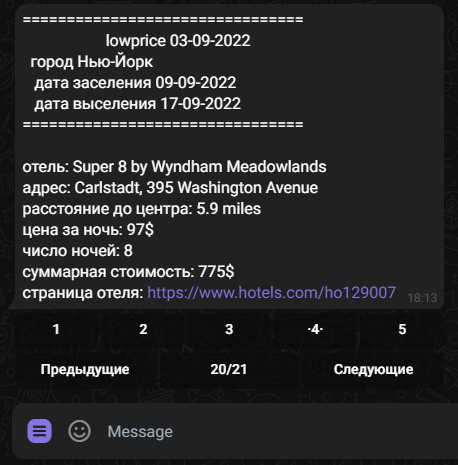 ================================
lowprice 03-09-2022
город Нью-Йорк
дата заселения 09-09-2022
дата выселения 17-09-2022
================================
отель: Super 8 by Wyndham Meadowlands
адрес: Carlstadt, 395 Washington Avenue
расстояние до центра: 5.9 miles
цена за ночь: 97$
число ночей: 8
суммарная стоимость: 775$
страница отеля: https://www.hotels.com/ho129007 18:13
1 2 3 ·4· 5
Предыдущие 20/21 Следующие
Message